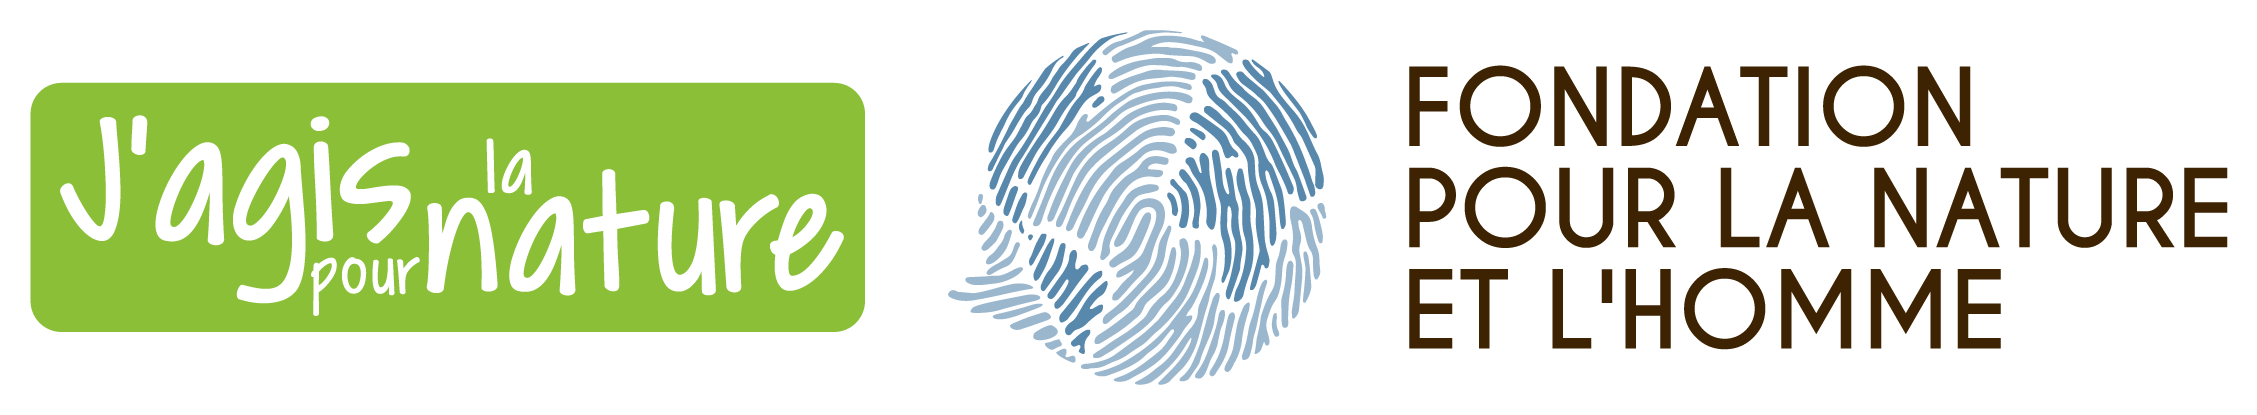 J'agis pour la nature
FONDATION
POUR LA NATURE
ET L'HOMME